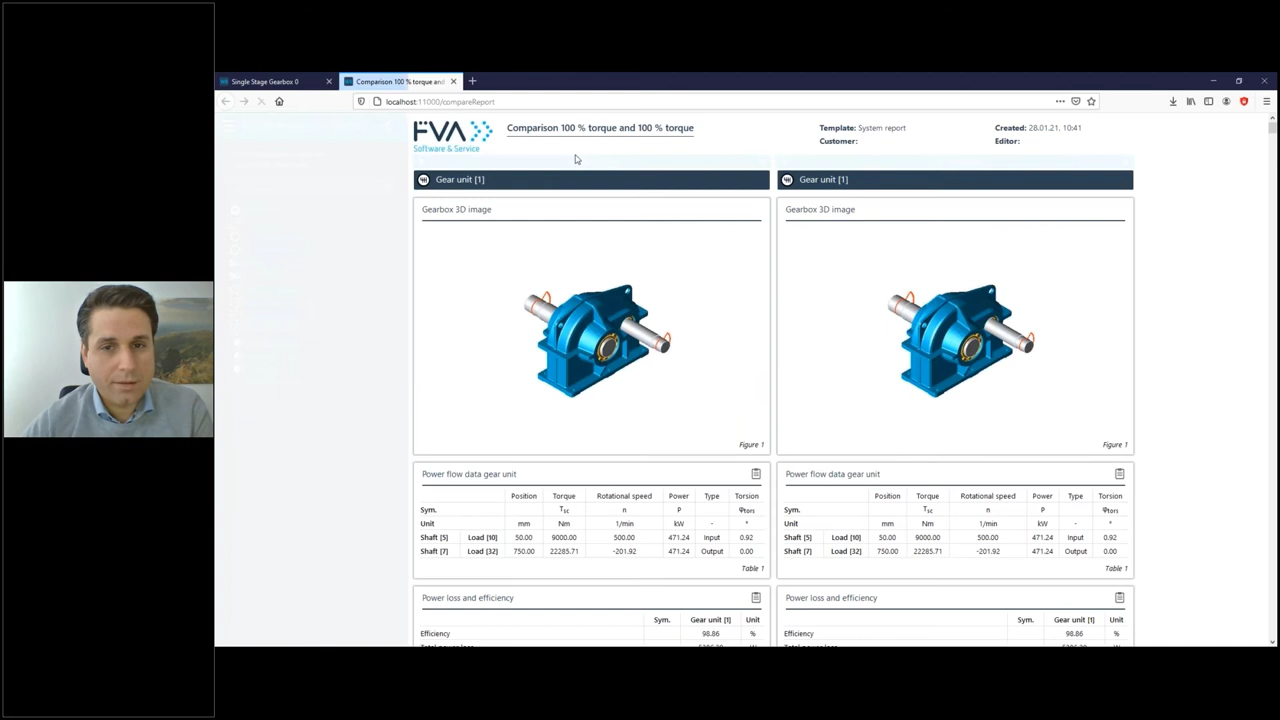 Single Stage Gearbox 0
Comparison 100 % torque and
localhost:11000/compareReport
FVA
Software & Service
Comparison 100 % torque and 100 % torque
Template: System report
Customer:
Created: 28.01.21, 10:41
Editor:
Gear unit [1]
Gear unit [1]
Gearbox 3D image
Gearbox 3D image
Figure 1
Figure 1
Power flow data gear unit
Position Torque Rotational speed Power Type Torsion
Sym. Tsc n P φtors
Unit mm Nm 1/min kW - °
Shaft [5] Load [10] 50.00 9000.00 500.00 471.24 Input 0.92
Shaft [7] Load [32] 750.00 22285.71 -201.92 471.24 Output 0.00
Table 1
Power flow data gear unit
Position Torque Rotational speed Power Type Torsion
Sym. Tsc n P φtors
Unit mm Nm 1/min kW - °
Shaft [5] Load [10] 50.00 9000.00 500.00 471.24 Input 0.92
Shaft [7] Load [32] 750.00 22285.71 -201.92 471.24 Output 0.00
Table 1
Power loss and efficiency
Sym. Gear unit [1] Unit
Efficiency 98.86 %
Power loss and efficiency
Sym. Gear unit [1] Unit
Efficiency 98.86 %